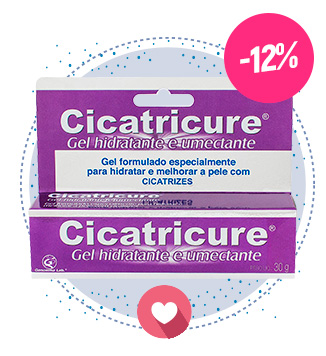 -12%
Cicatricure®
Gel hidratante e umectante
Gel formulado especialmente
para hidratar e melhorar a pele com
CICATRIZES
Cicatricure
Cicatricure®
Gel hidratante e umectante
30 g